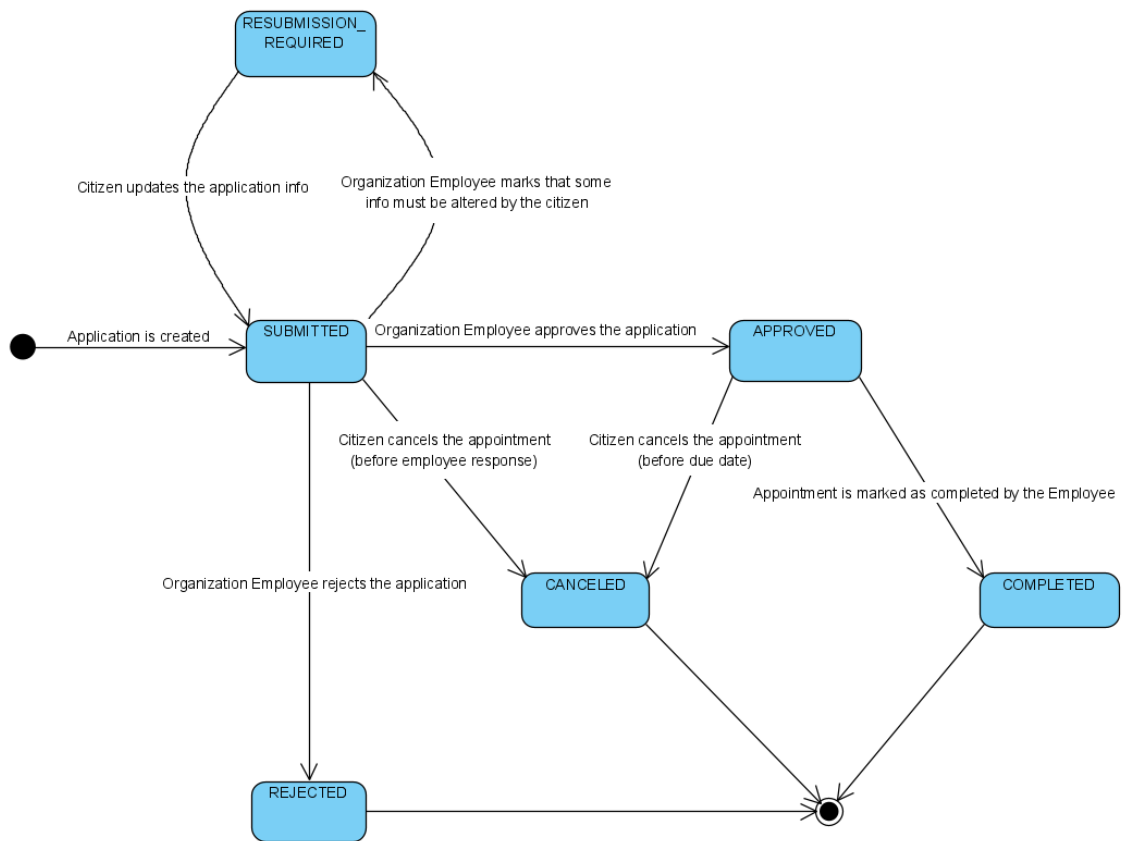 RESUBMISSION_
REQUIRED
Citizen updates the application info
Organization Employee marks that some
info must be altered by the citizen
Application is created
SUBMITTED
Organization Employee approves the application
APPROVED
Citizen cancels the appointment
(before employee response)
Citizen cancels the appointment
(before due date)
Appointment is marked as completed by the Employee
Organization Employee rejects the application
CANCELED
COMPLETED
REJECTED